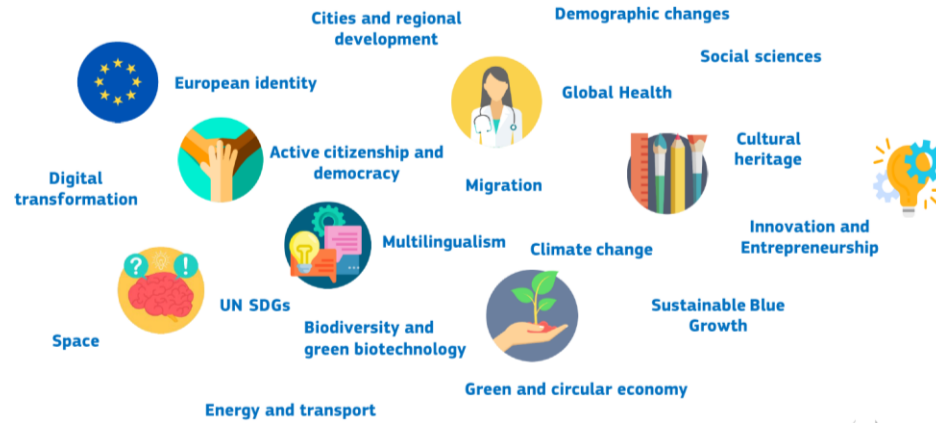 Cities and regional
development
Demographic changes
Social sciences
European identity
Global Health
Active citizenship and
democracy
Cultural
heritage
Digital
transformation
Migration
Innovation and
Entrepreneurship
Multilingualism
Climate change
? !
UN SDGs
Sustainable Blue
Growth
Space
Biodiversity and
green biotechnology
Green and circular economy
Energy and transport